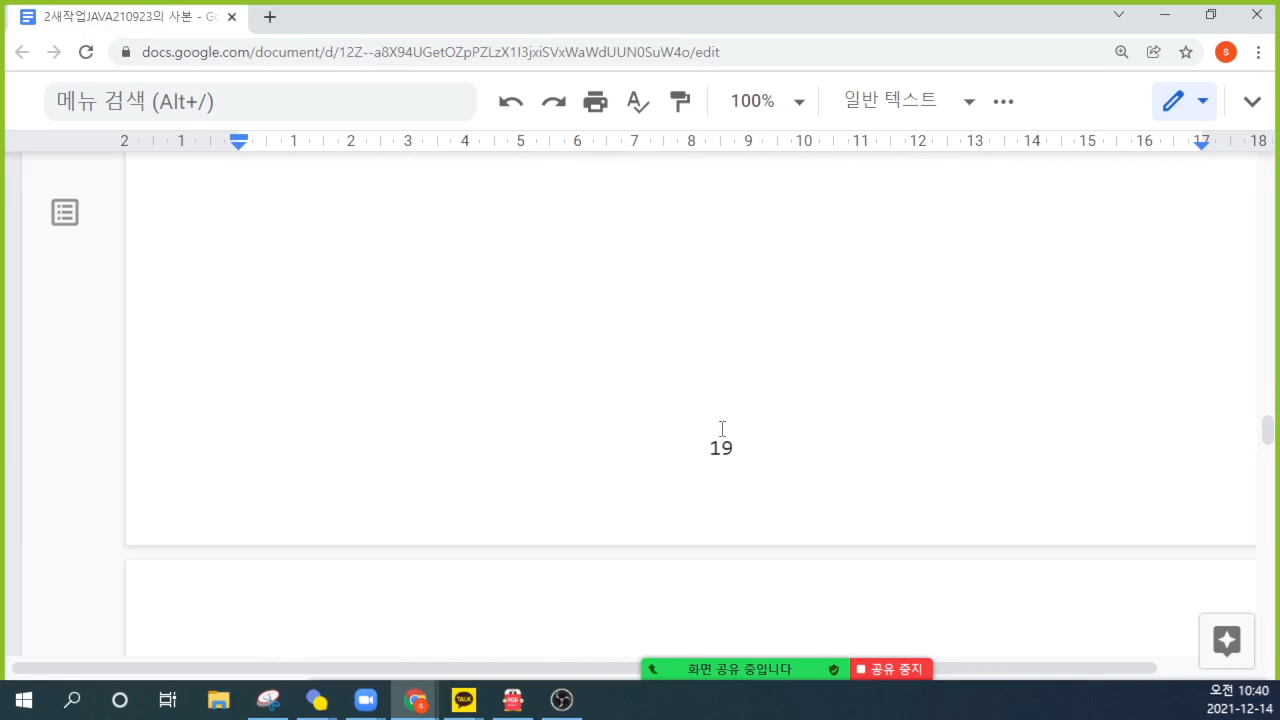 2새작업JAVA210923의 사본 - Go
docs.google.com/document/d/12Z--a8X94UGetOZpPZLzX1I3jxiSVxWaWdUUN0SuW4o/edit
S
메뉴 검색 (Alt+/)
100%
일반 텍스트
2 1 1 2 3 4 5 6 7 8 9 10 11 12 13 14 15 16 17 18
19
화면 공유 중입니다
공유 중지
TALK
PDF
오전 10:40
2021-12-14